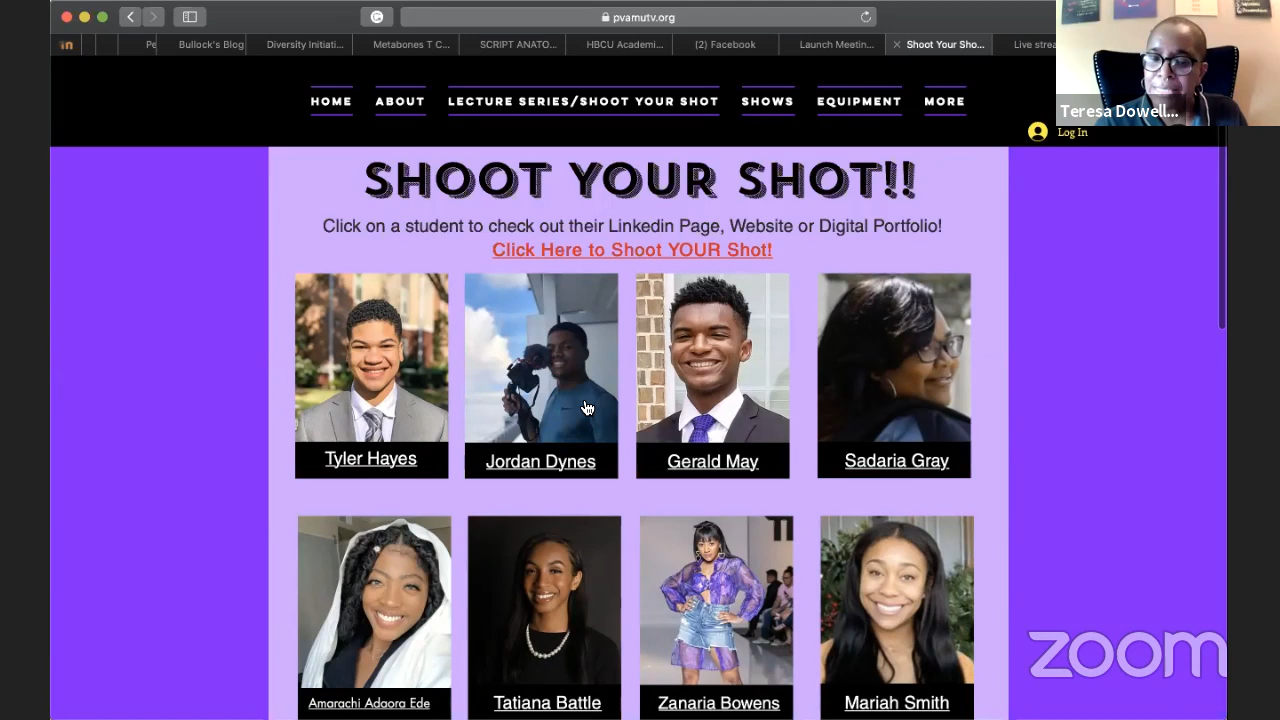 pvamutv.org
in Pe Bullock's Blog Diversity Initiati... Metabones T C... SCRIPT ANATO... HBCU Academi... (2) Facebook Launch Meetin... Shoot Your Sho... Live strea
HOME ABOUT LECTURE SERIES/SHOOT YOUR SHOT SHOWS EQUIPMENT MORE
Teresa Dowell...
Log In
SHOOT YOUR SHOT!!
Click on a student to check out their Linkedin Page, Website or Digital Portfolio!
Click Here to Shoot YOUR Shot!
Tyler Hayes Jordan Dynes Gerald May Sadaria Gray
Amarachi Adaora Ede Tatiana Battle Zanaria Bowens Mariah Smith
zoom